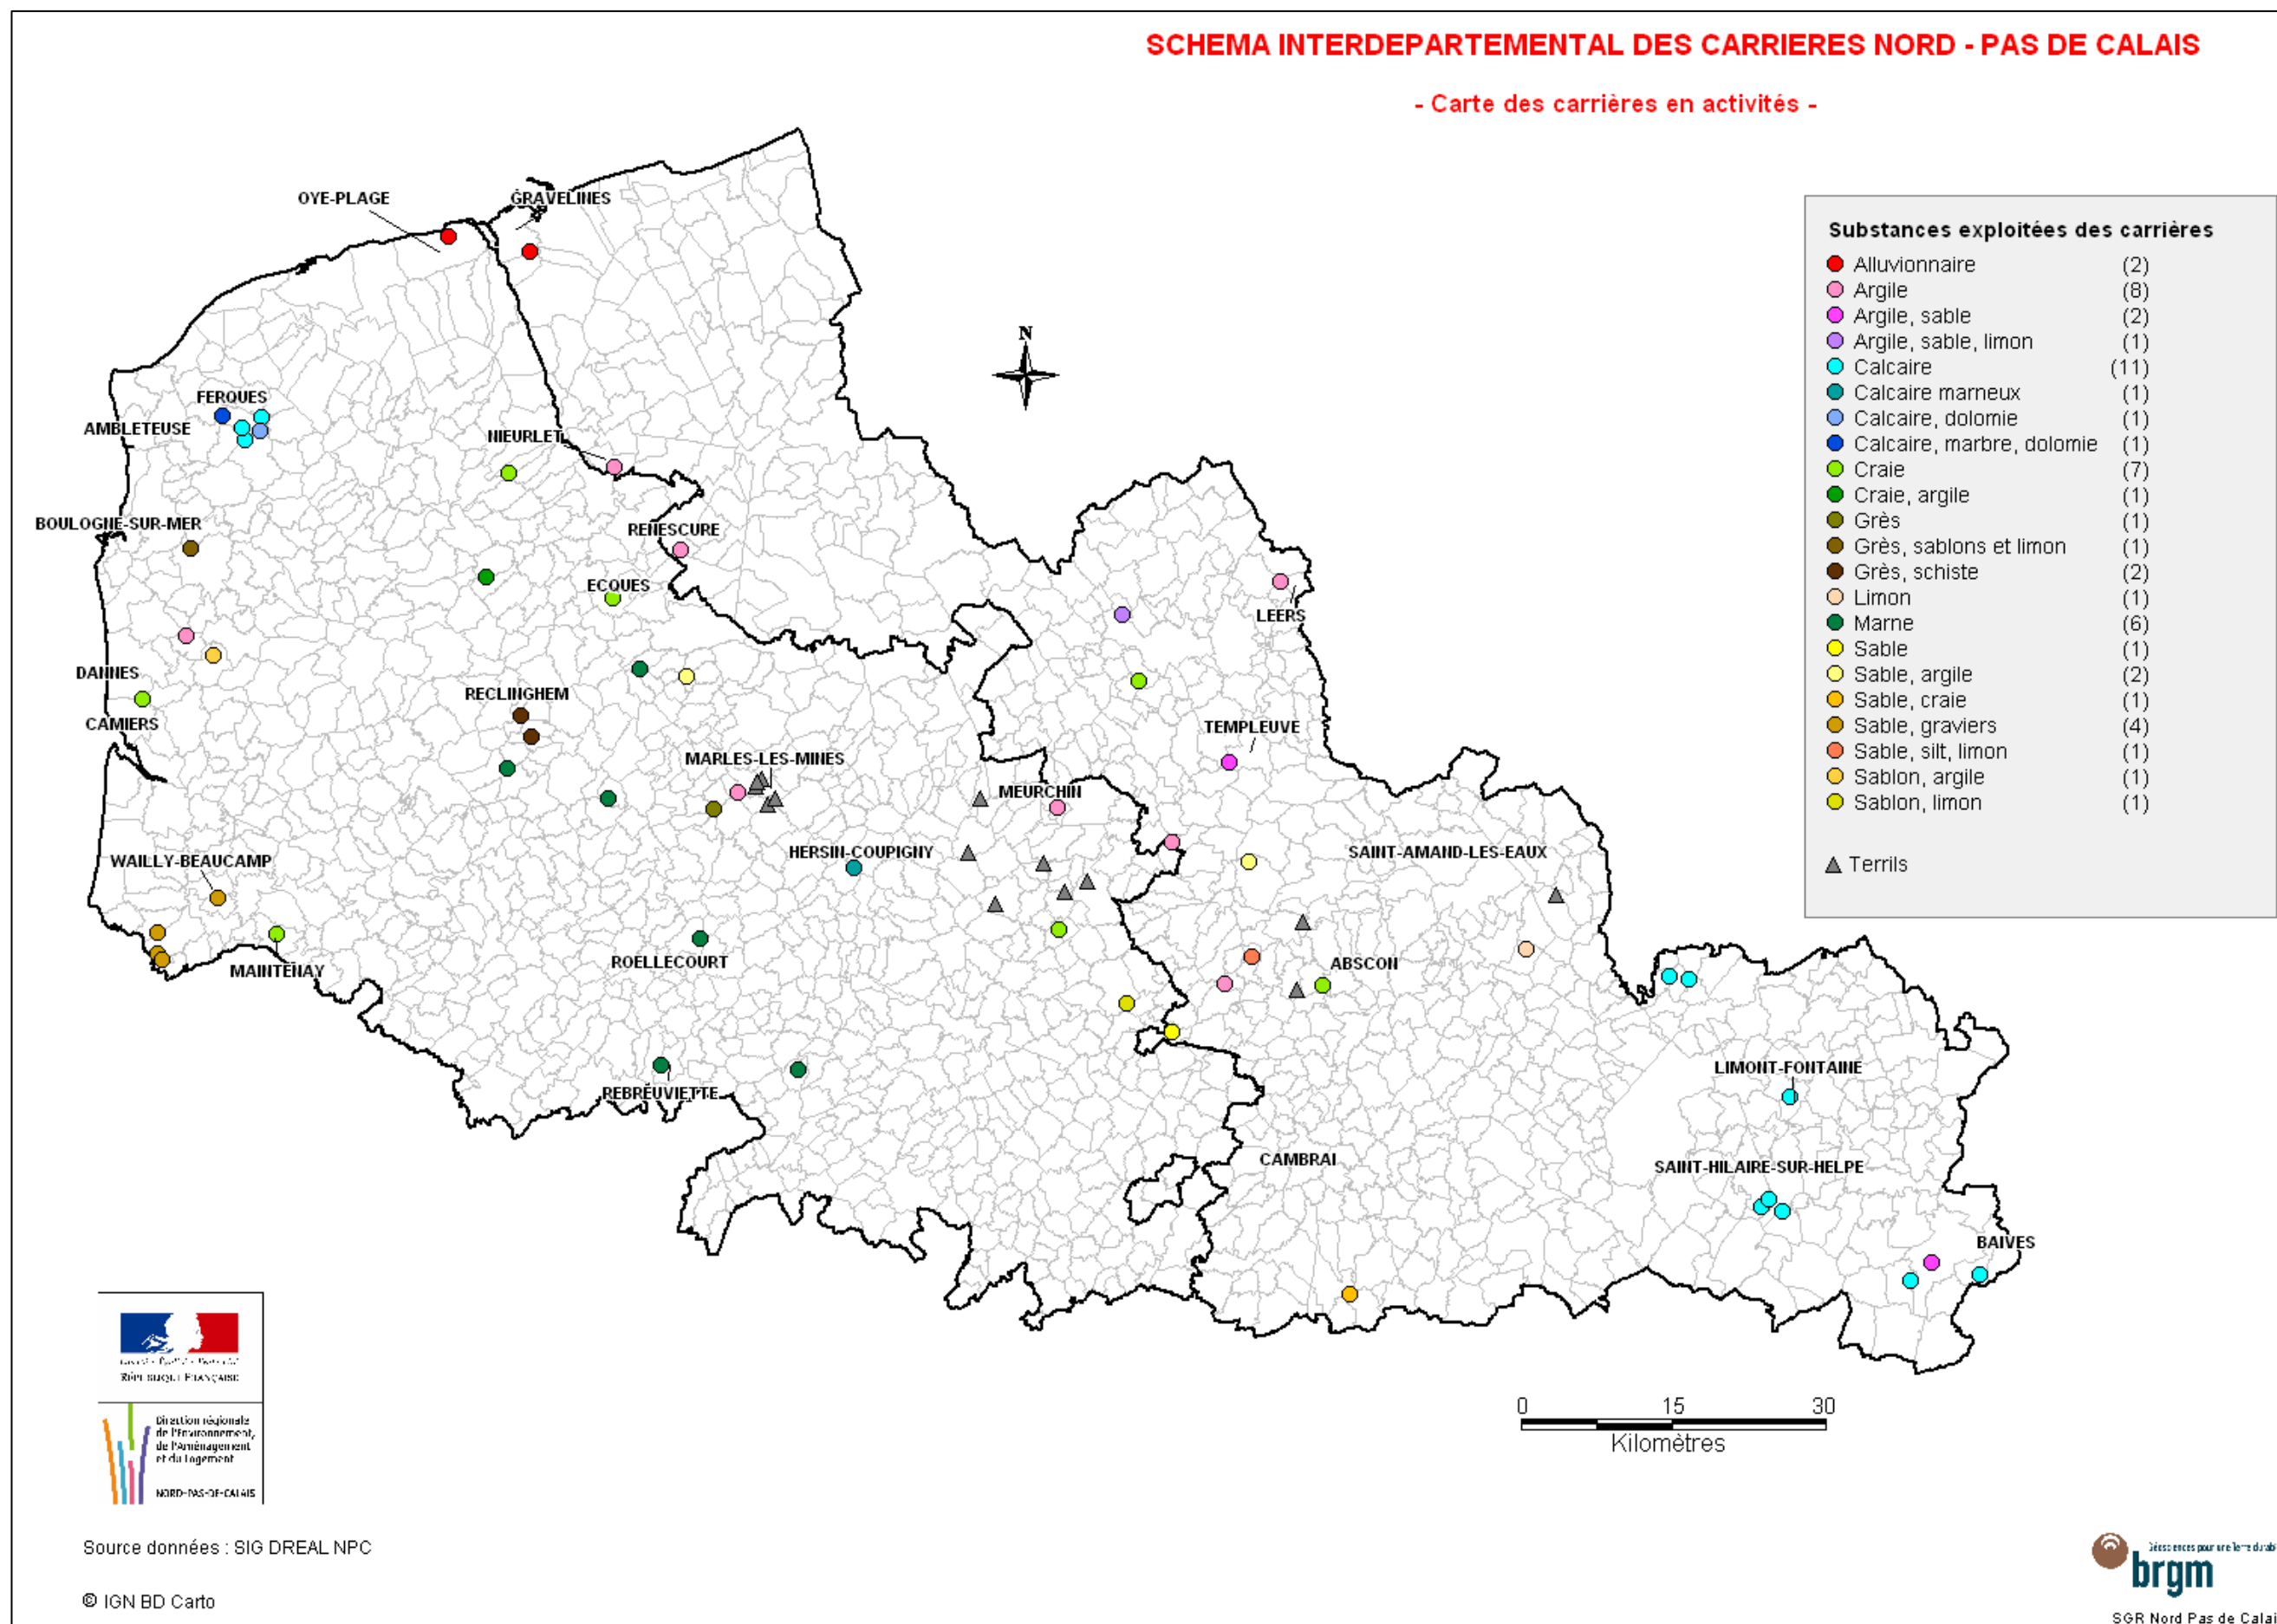 SCHEMA INTERDEPARTEMENTAL DES CARRIERES NORD - PAS DE CALAIS
- Carte des carrières en activités -
OYE-PLAGE
GRAVELINES
Substances exploitées des carrières
Alluvionnaire (2)
Argile (8)
Argile, sable (2)
Argile, sable, limon (1)
Calcaire (11)
Calcaire marneux (1)
Calcaire, dolomie (1)
Calcaire, marbre, dolomie (1)
Craie (7)
Craie, argile (1)
Grès (1)
Grès, sablons et limon (1)
Grès, schiste (2)
Limon (1)
Marne (6)
Sable (1)
Sable, argile (2)
Sable, craie (1)
Sable, graviers (4)
Sable, silt, limon (1)
Sablon, argile (1)
Sablon, limon (1)
Terrils
N
FERQUES
AMBLETEUSE
NIEURLET
BOULOGNE-SUR-MER
RENESCURE
ECQUES
LEERS
DANNES
RECLINGHEM
CAMIERS
TEMPLEUVE
MARLES-LES-MINES
MEURCHIN
HERSIN-COUPIGNY
SAINT-AMAND-LES-EAUX
WAILLY-BEAUCAMP
ROELLECOURT
ABSCON
MAINTENAY
LIMONT-FONTAINE
REBREUVIETTE
CAMBRAI
SAINT-HILAIRE-SUR-HELPE
BAIVES
RÉPUBLIQUE FRANÇAISE
Direction régionale
de l'Environnement,
de l'Aménagement
et du Logement
NORD-PAS-DE-CALAIS
0 15 30
Kilomètres
Source données : SIG DREAL NPC
© IGN BD Carto
Géosciences pour une Terre durabl
brgm
SGR Nord Pas de Calai